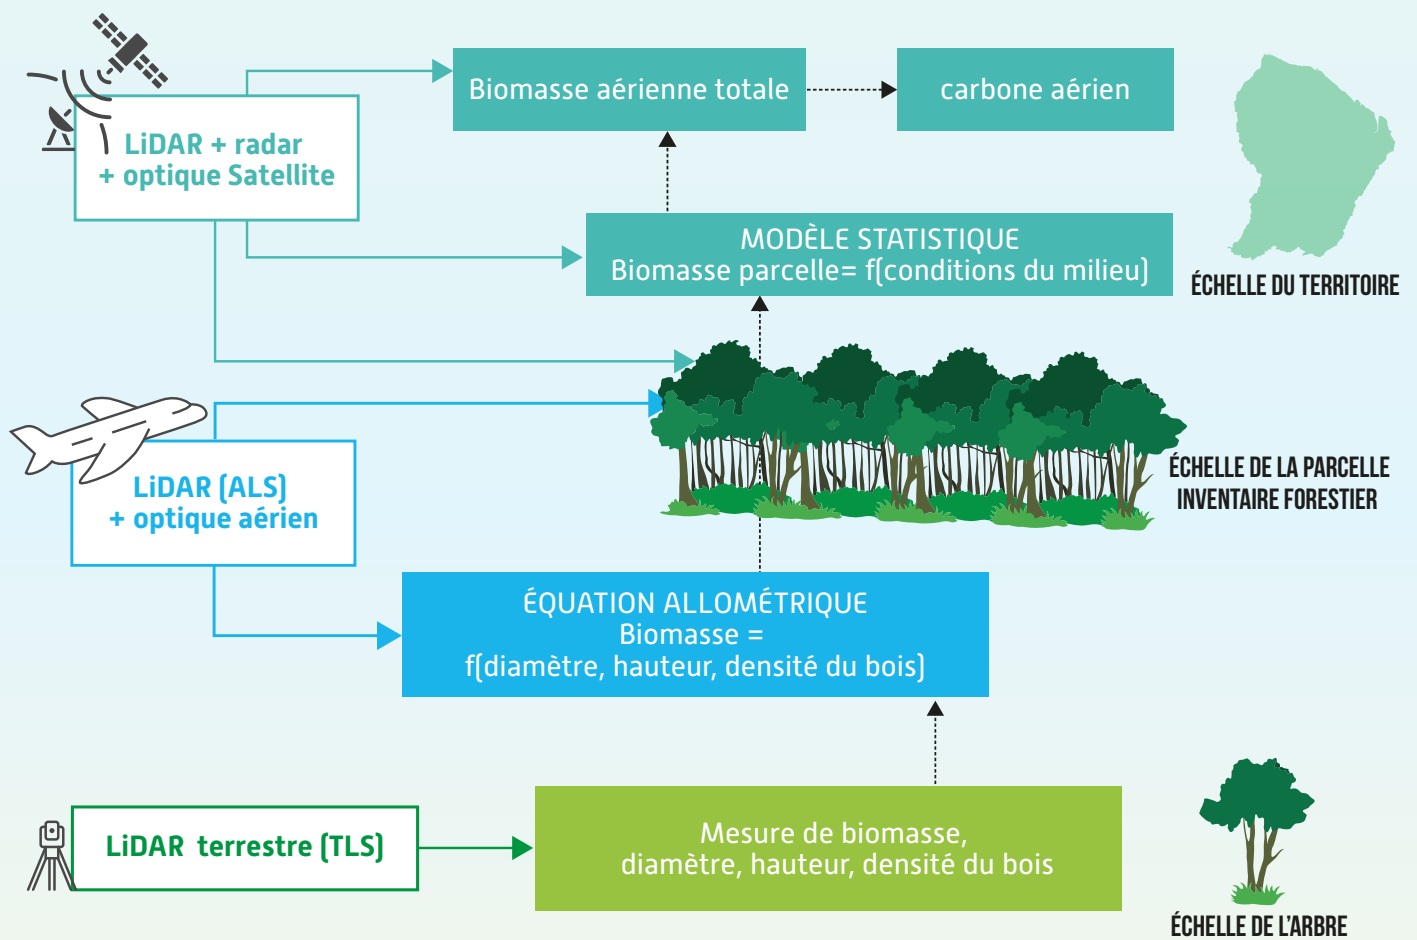 Biomasse aérienne totale
carbone aérien
LiDAR + radar
+ optique Satellite
MODÈLE STATISTIQUE
Biomasse parcelle= f(conditions du milieu)
ÉCHELLE DU TERRITOIRE
LiDAR (ALS)
+ optique aérien
ÉCHELLE DE LA PARCELLE
INVENTAIRE FORESTIER
ÉQUATION ALLOMÉTRIQUE
Biomasse =
f(diamètre, hauteur, densité du bois)
LiDAR terrestre (TLS)
Mesure de biomasse,
diamètre, hauteur, densité du bois
ÉCHELLE DE L'ARBRE